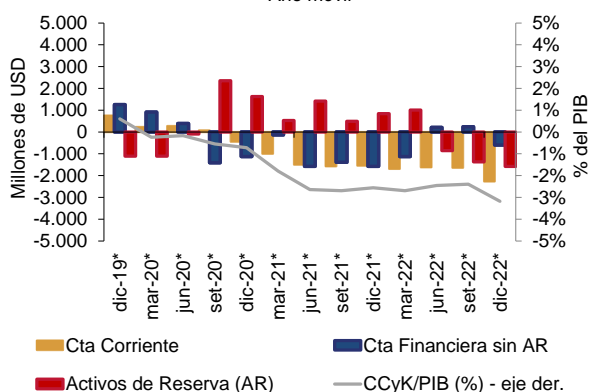 Año móvil
Millones de USD
5.000
4.000
3.000
2.000
1.000
0
-1.000
-2.000
-3.000
-4.000
-5.000
5%
4%
3%
2%
1%
0%
-1%
-2%
-3%
-4%
-5%
% del PIB
dic-19*
mar-20*
jun-20*
set-20*
dic-20*
mar-21*
jun-21*
set-21*
dic-21*
mar-22*
jun-22*
set-22*
dic-22*
Cta Corriente
Cta Financiera sin AR
Activos de Reserva (AR)
CCyK/PIB (%) - eje der.